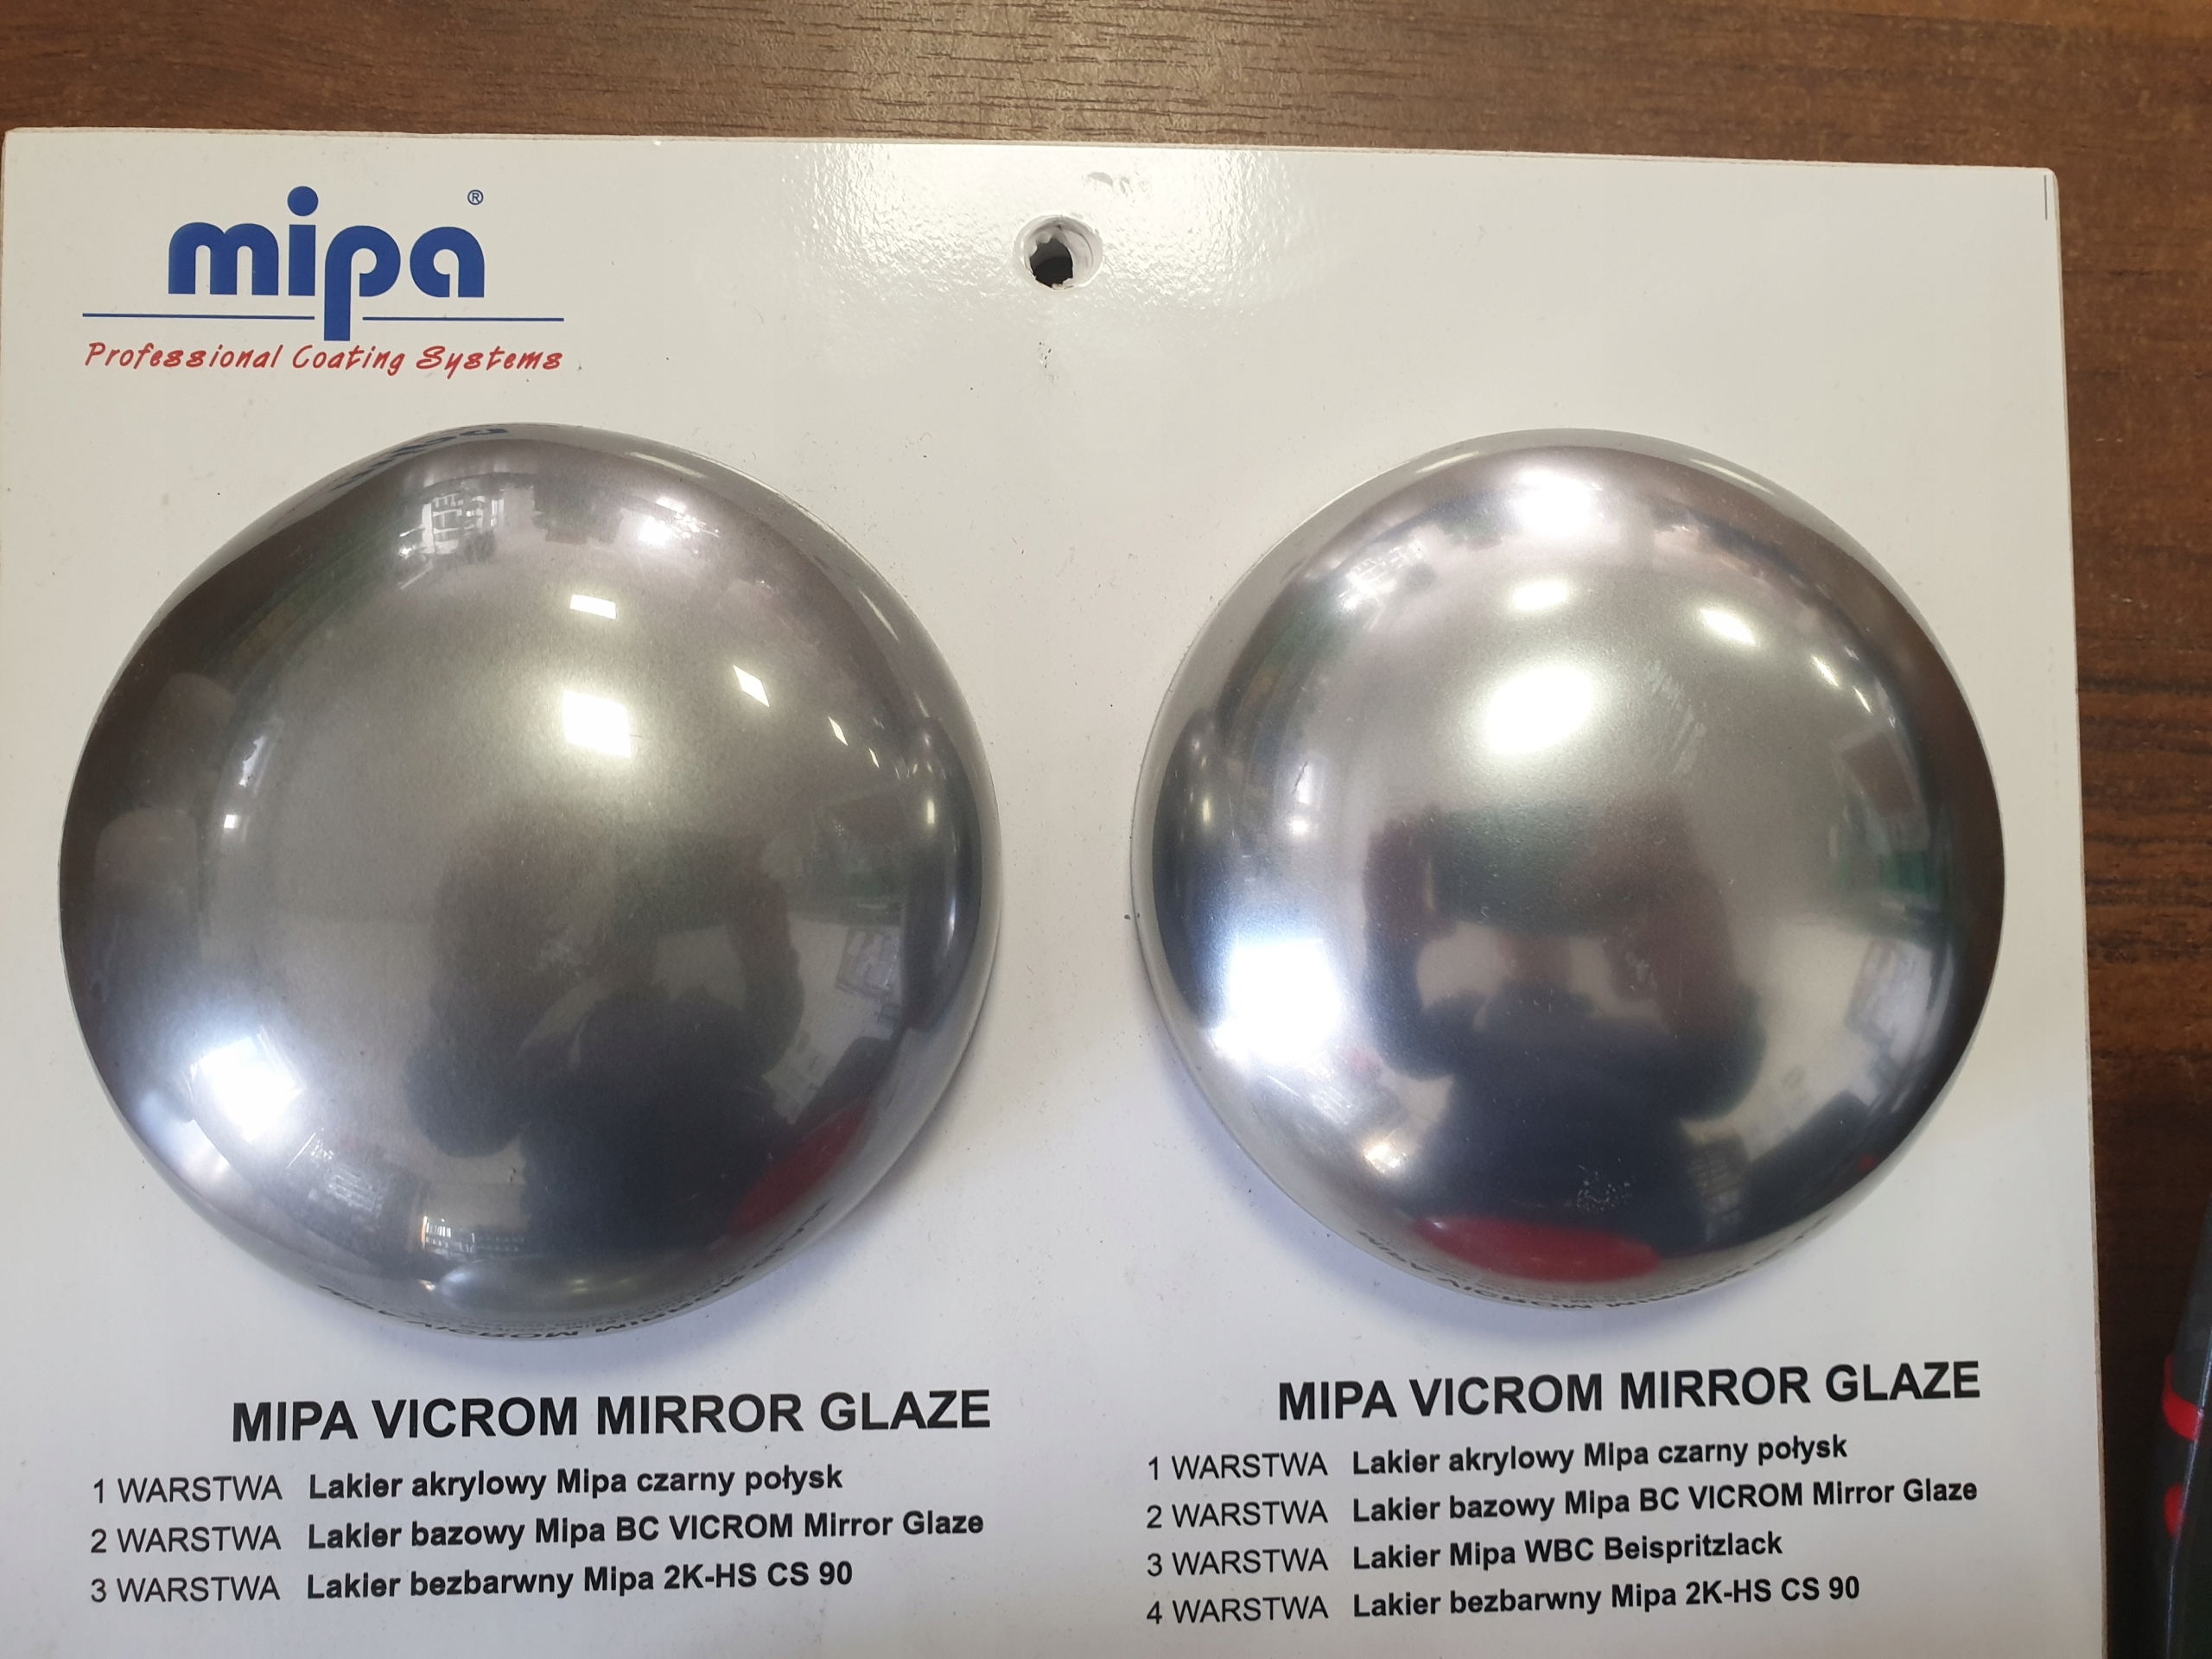 mipa®
Professional Coating Systems
MIPA VICROM MIRROR GLAZE
1 WARSTWA Lakier akrylowy Mipa czarny połysk
2 WARSTWA Lakier bazowy Mipa BC VICROM Mirror Glaze
3 WARSTWA Lakier bezbarwny Mipa 2K-HS CS 90
MIPA VICROM MIRROR GLAZE
1 WARSTWA Lakier akrylowy Mipa czarny połysk
2 WARSTWA Lakier bazowy Mipa BC VICROM Mirror Glaze
3 WARSTWA Lakier Mipa WBC Beispritzlack
4 WARSTWA Lakier bezbarwny Mipa 2K-HS CS 90